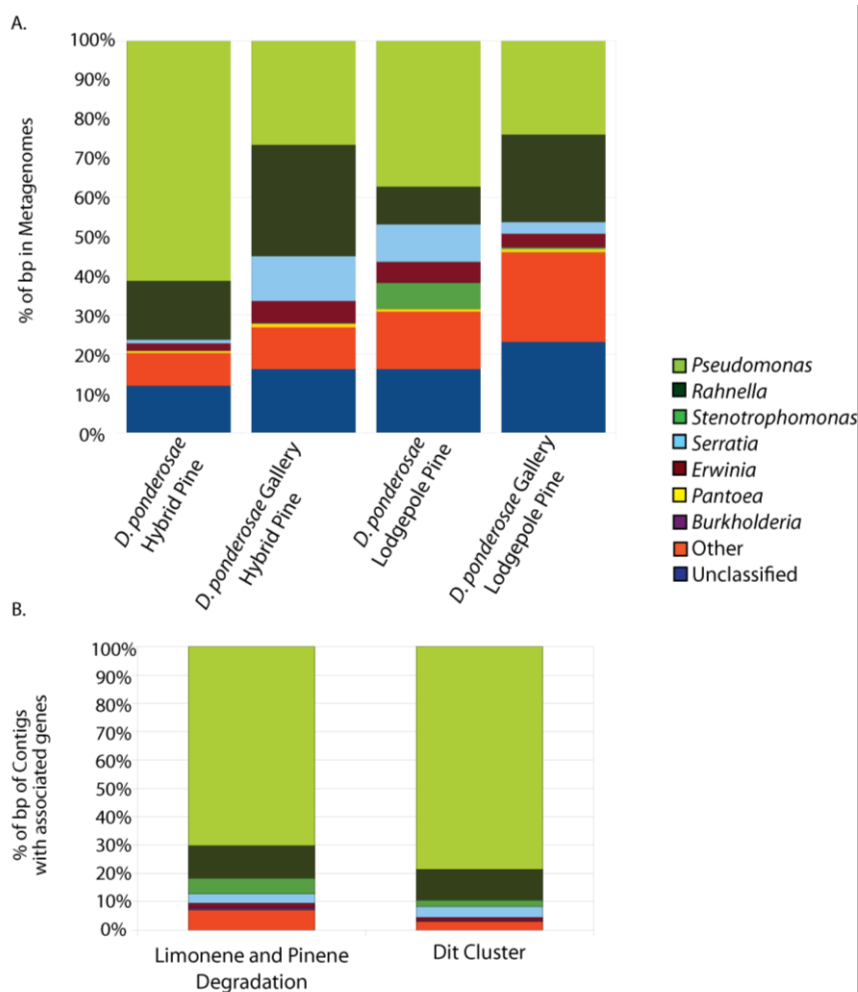 A.
% of bp in Metagenomes
100%
90%
80%
70%
60%
50%
40%
30%
20%
10%
0%
D. ponderosae
Hybrid Pine
D. ponderosae Gallery
Hybrid Pine
D. ponderosae
Lodgepole Pine
D. ponderosae Gallery
Lodgepole Pine
Pseudomonas
Rahnella
Stenotrophomonas
Serratia
Erwinia
Pantoea
Burkholderia
Other
Unclassified
B.
% of bp of Contigs
with associated genes
100%
90%
80%
70%
60%
50%
40%
30%
20%
10%
0%
Limonene and Pinene
Degradation
Dit Cluster